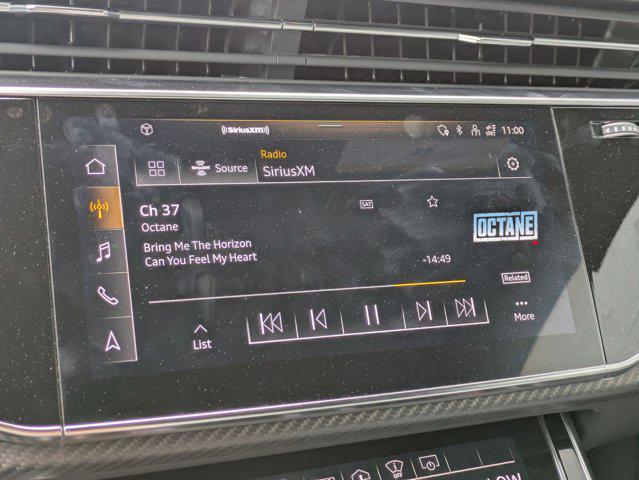 ((SiriusXM))
11:00
Radio
Source
SiriusXM
Ch 37
SAT
Octane
OCTANE
Bring Me The Horizon
Can You Feel My Heart
-14:49
Related
List
More
LOW